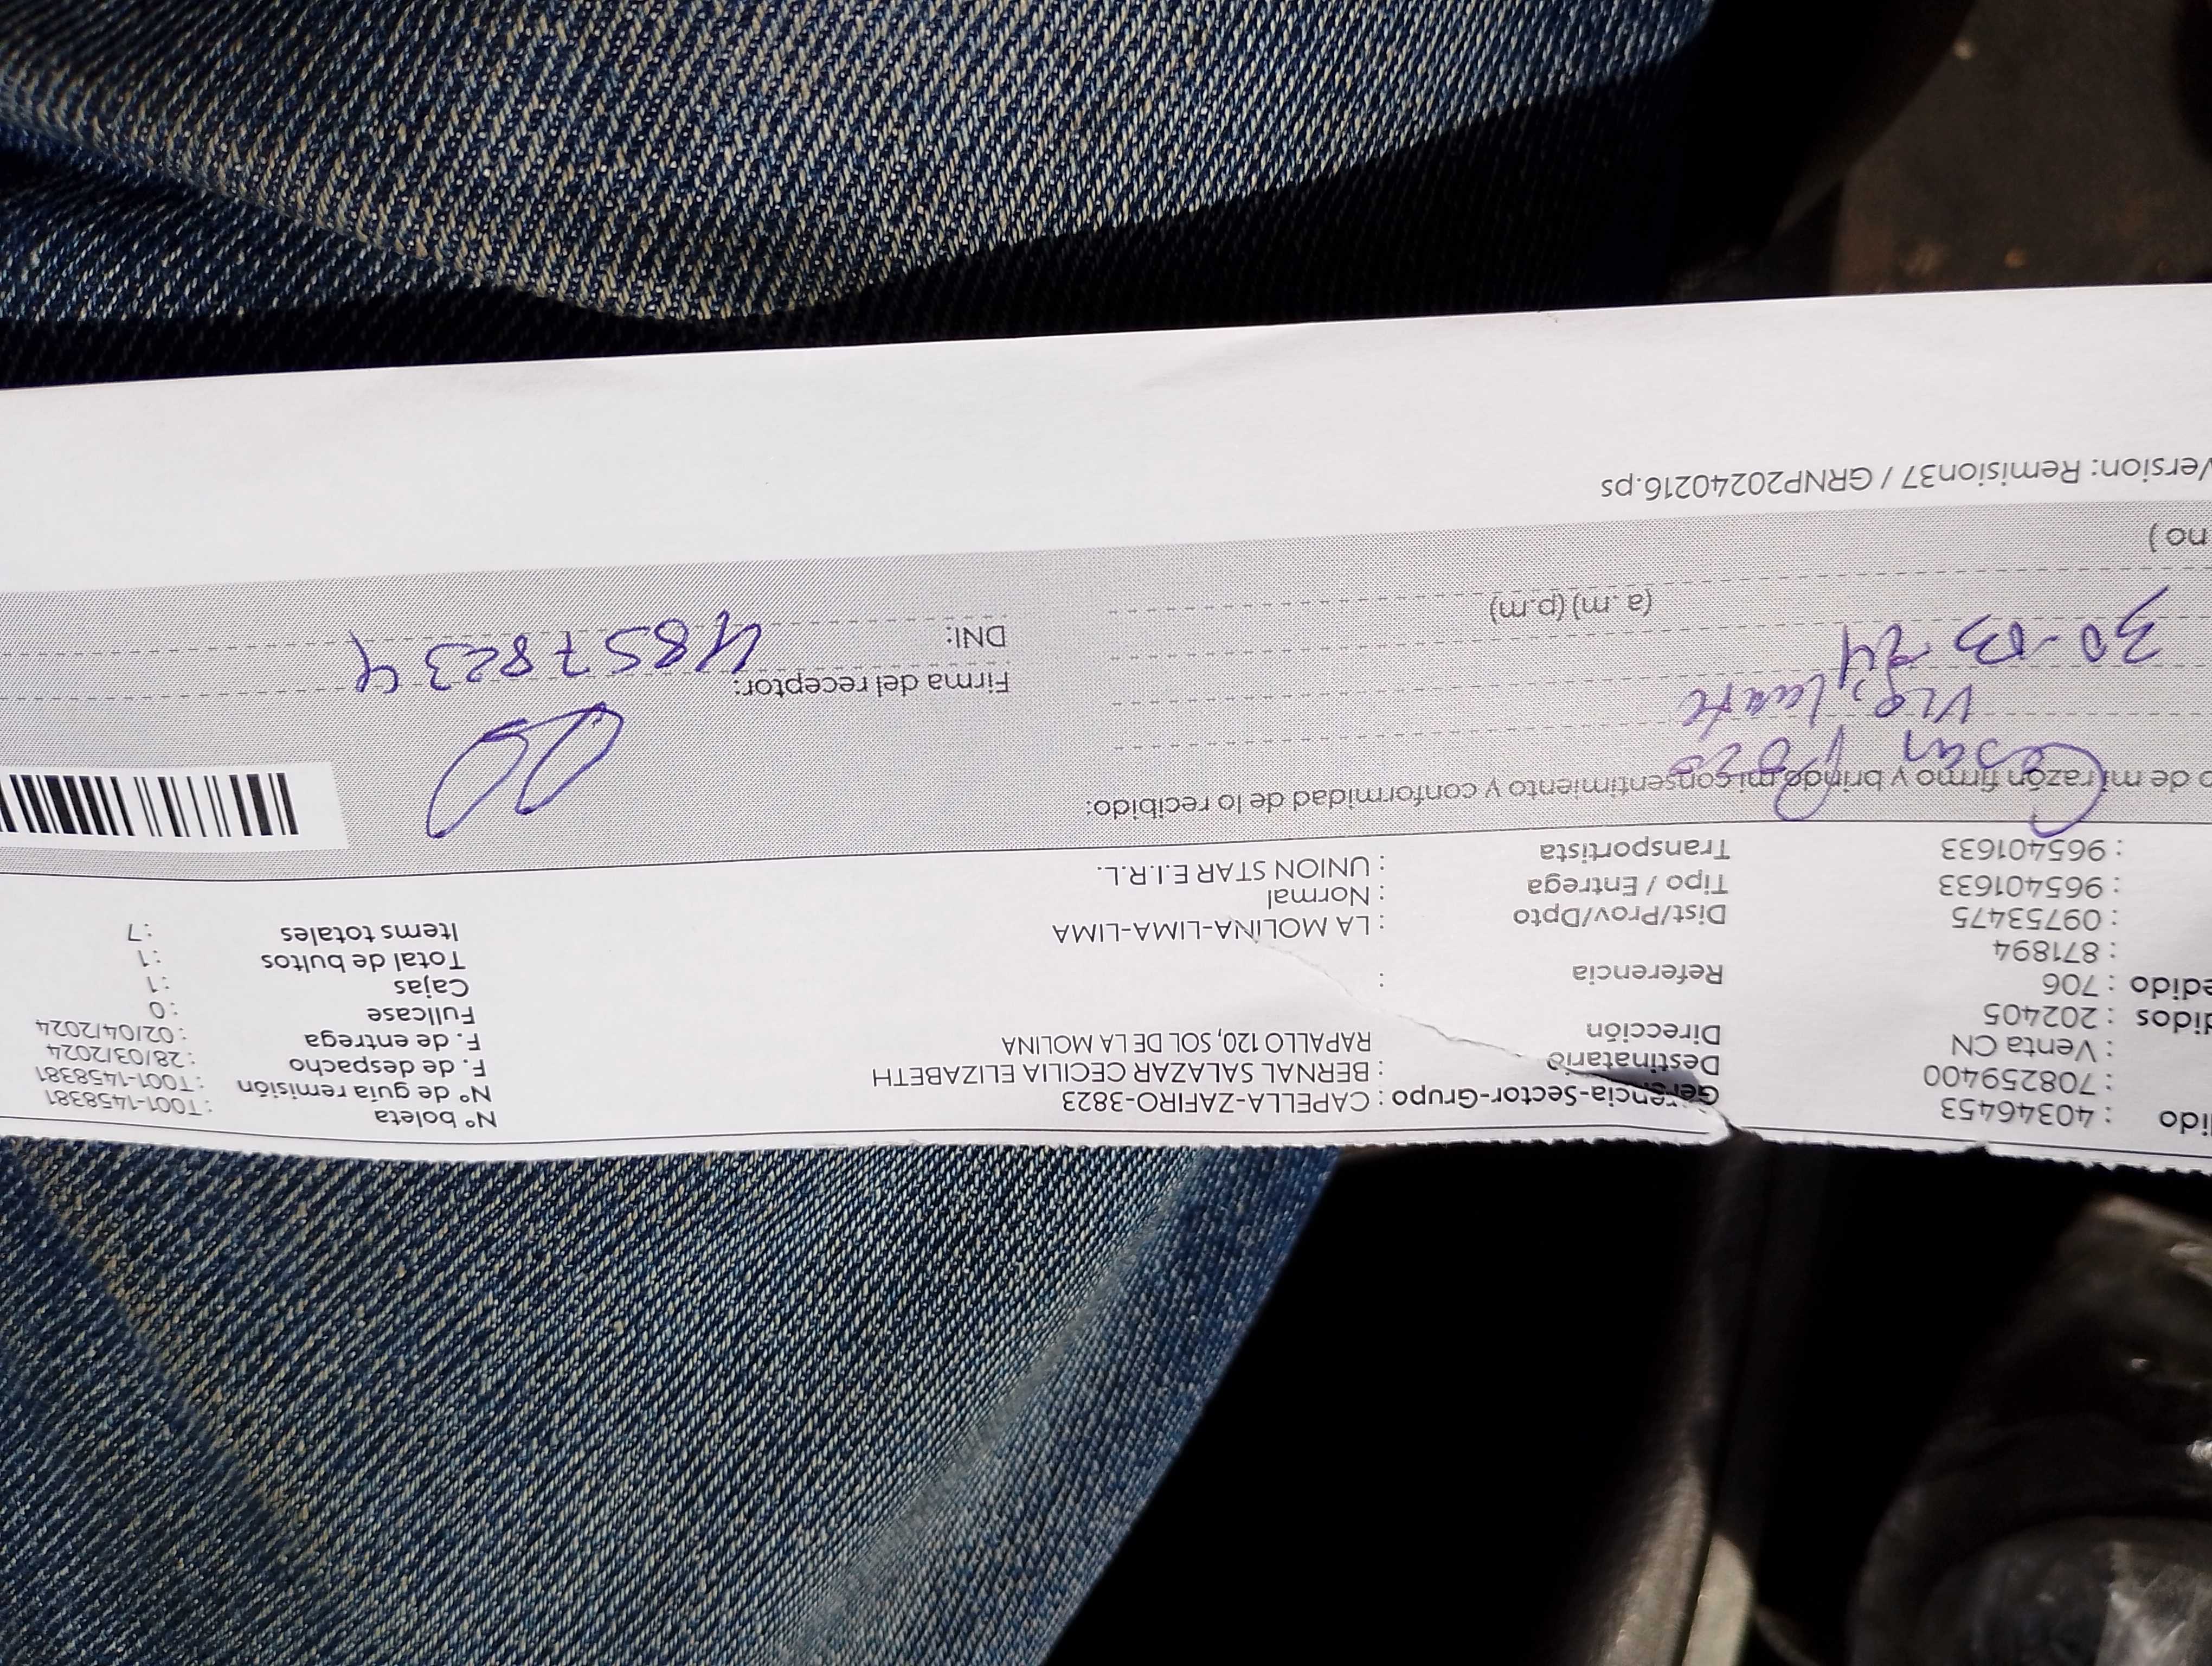 ido : 40346453 Gerencia-Sector-Grupo : CAPELLA-ZAFIRO-3823 N° boleta : T001-1458381
: 708259400 Destinatario : BERNAL SALAZAR CECILIA ELIZABETH N° de guía remisión : T001-1458381
: Venta CN Dirección RAPALLO 120, SOL DE LA MOLINA F. de despacho : 28/03/2024
didos : 202405 F. de entrega : 02/04/2024
edido : 706 Referencia : Fullcase : 0
: 871894 Cajas : 1
: 09753475 Dist/Prov/Dpto : LA MOLINA-LIMA-LIMA Total de bultos : 1
: 965401633 Tipo / Entrega : Normal Items totales : 7
: 965401633 Transportista : UNION STAR E.I.R.L.
o de mi razón firmo y brindo mi consentimiento y conformidad de lo recibido:
Cesar Pozo
30-03-24
Firma del receptor:
DNI: 48578234
(a.m) (p.m)
no )
Version: Remision37 / GRNP20240216.ps